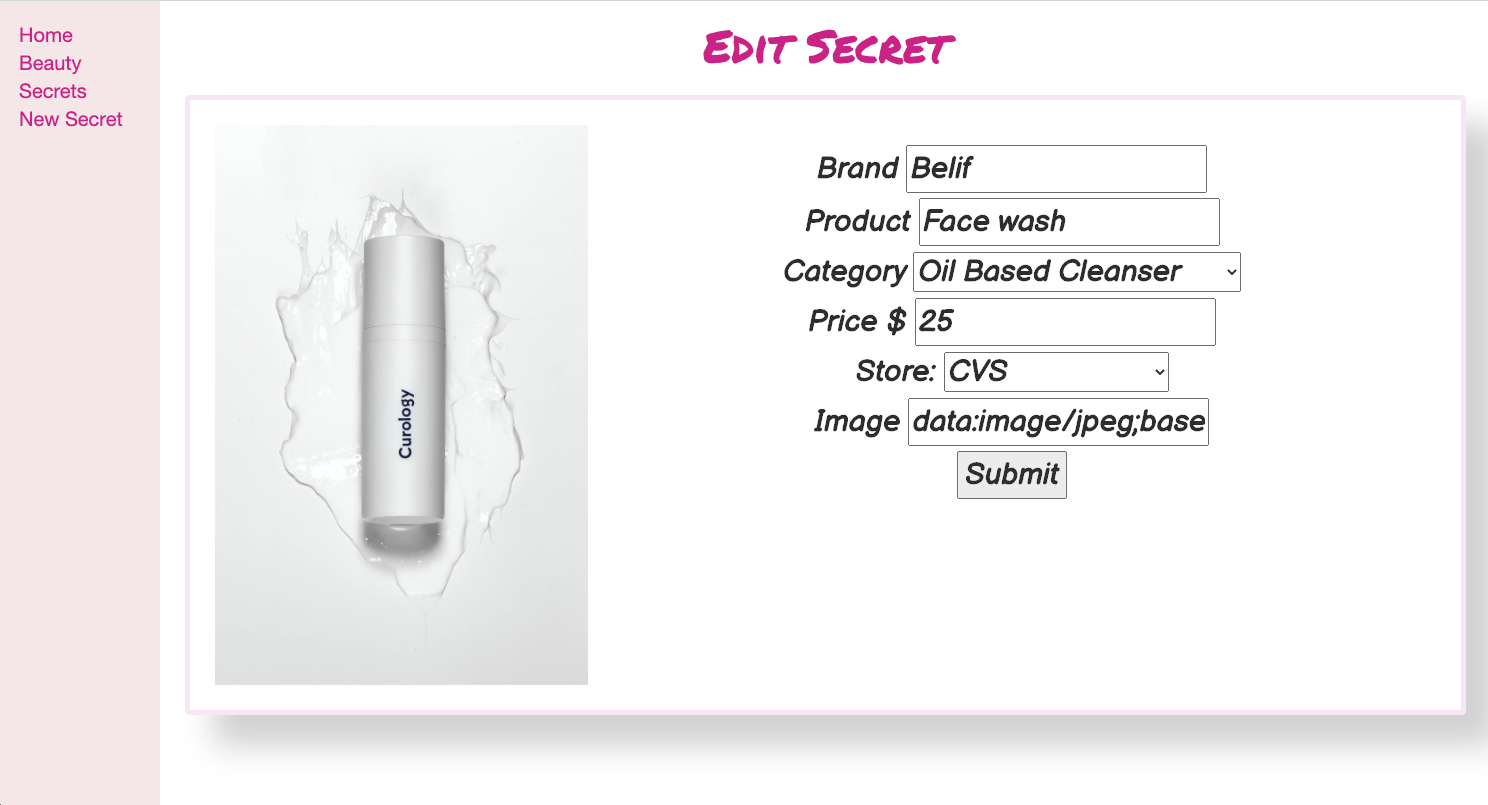 Home
Beauty
Secrets
New Secret
Edit Secret
Curology
Brand Belif
Product Face wash
Category Oil Based Cleanser
Price $ 25
Store: CVS
Image data:image/jpeg;base
Submit